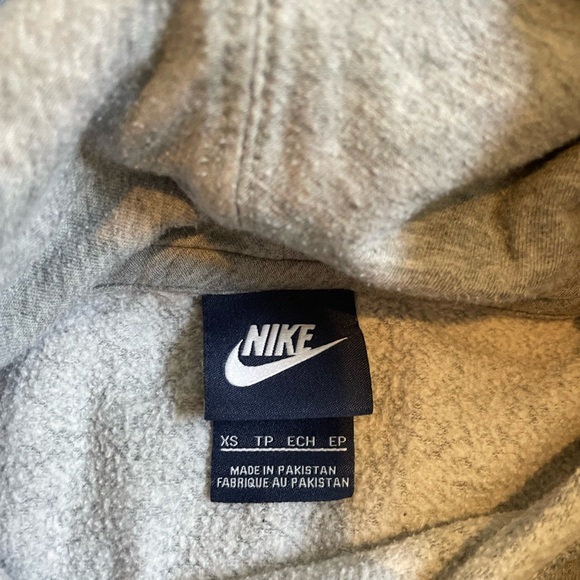 NIKE
XS TP ECH EP
MADE IN PAKISTAN
FABRIQUE AU PAKISTAN